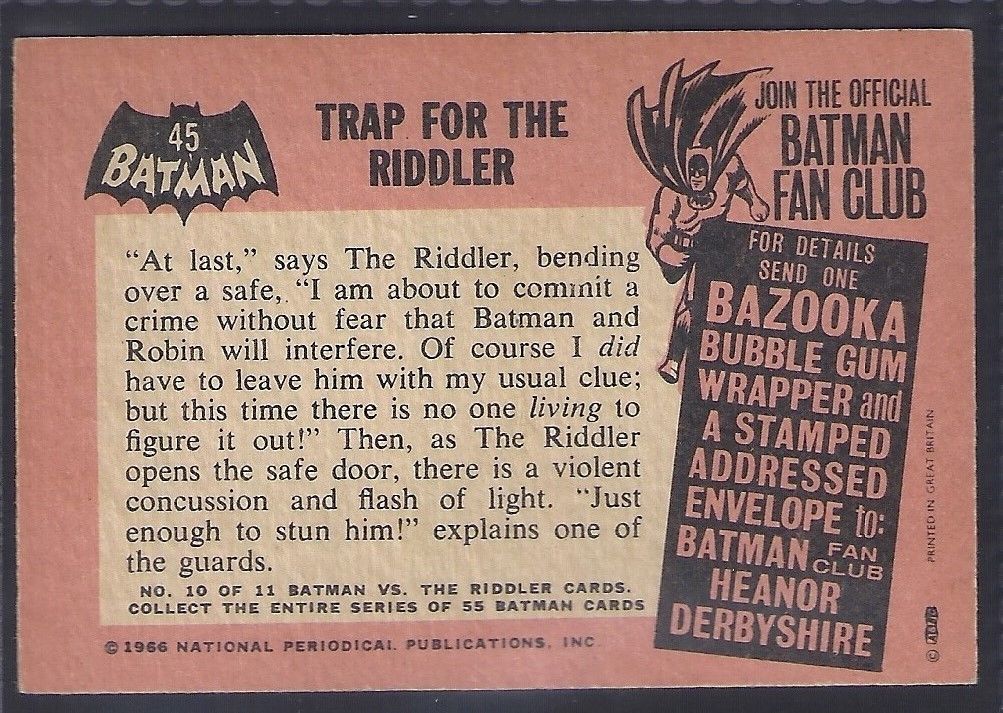 45
BATMAN
TRAP FOR THE
RIDDLER
"At last," says The Riddler, bending
over a safe, "I am about to commit a
crime without fear that Batman and
Robin will interfere. Of course I did
have to leave him with my usual clue;
but this time there is no one living to
figure it out!" Then, as The Riddler
opens the safe door, there is a violent
concussion and flash of light. "Just
enough to stun him!" explains one of
the guards.
NO. 10 OF 11 BATMAN VS. THE RIDDLER CARDS.
COLLECT THE ENTIRE SERIES OF 55 BATMAN CARDS
© 1966 NATIONAL PERIODICAL PUBLICATIONS, INC
JOIN THE OFFICIAL
BATMAN
FAN CLUB
FOR DETAILS
SEND ONE
BAZOOKA
BUBBLE GUM
WRAPPER and
A STAMPED
ADDRESSED
ENVELOPE to:
BATMAN FAN CLUB
HEANOR
DERBYSHIRE
PRINTED IN GREAT BRITAIN
© A&BC